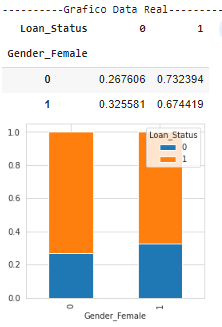 ----------Grafico Data Real----------
Loan_Status 0 1
Gender_Female
0 0.267606 0.732394
1 0.325581 0.674419
1.0
Loan_Status
0
1
0.8
0.6
0.4
0.2
0.0
0 1
Gender_Female